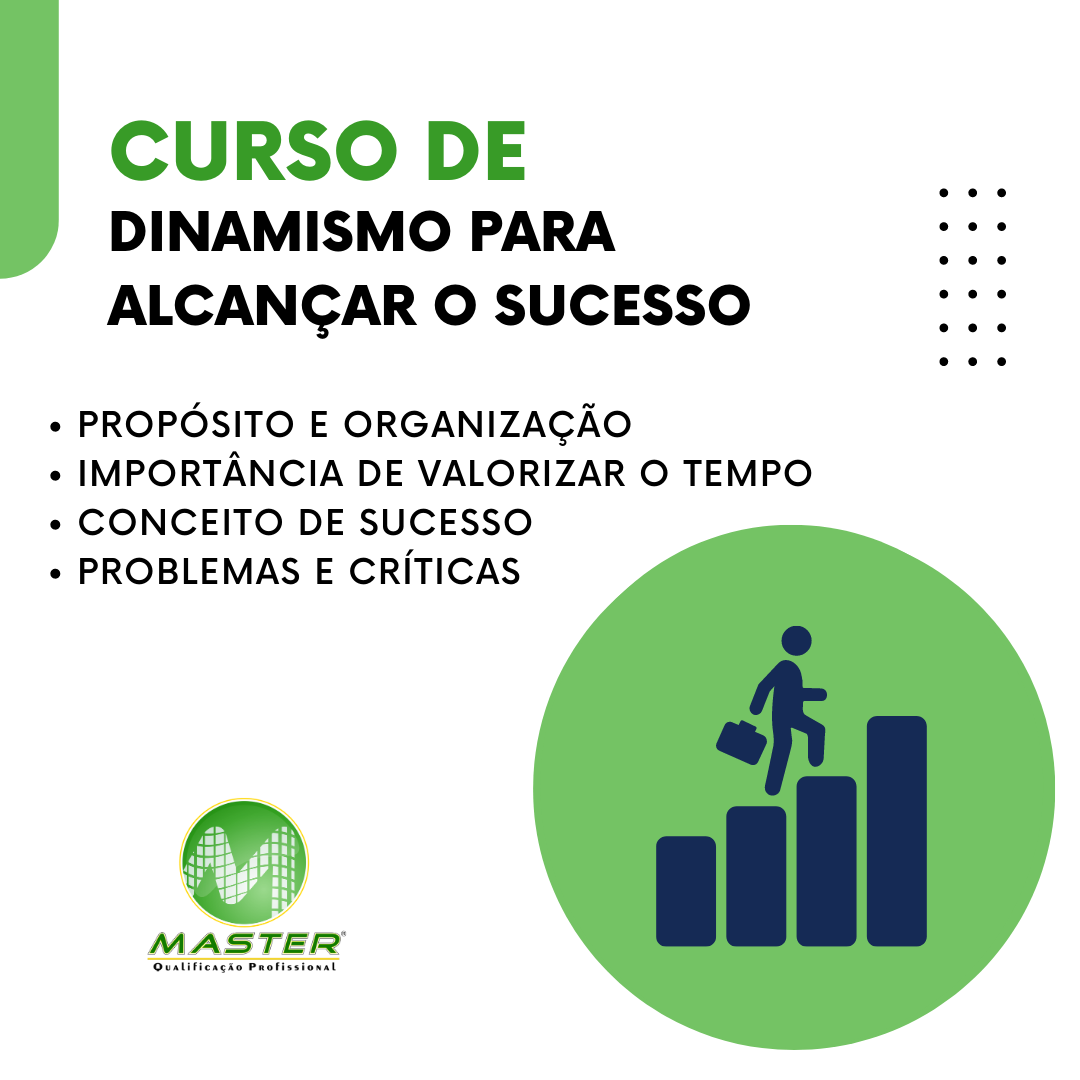 CURSO DE
DINAMISMO PARA
ALCANÇAR O SUCESSO
• PROPÓSITO E ORGANIZAÇÃO
• IMPORTÂNCIA DE VALORIZAR O TEMPO
• CONCEITO DE SUCESSO
• PROBLEMAS E CRÍTICAS
M
MASTER®
Qualificação Profissional